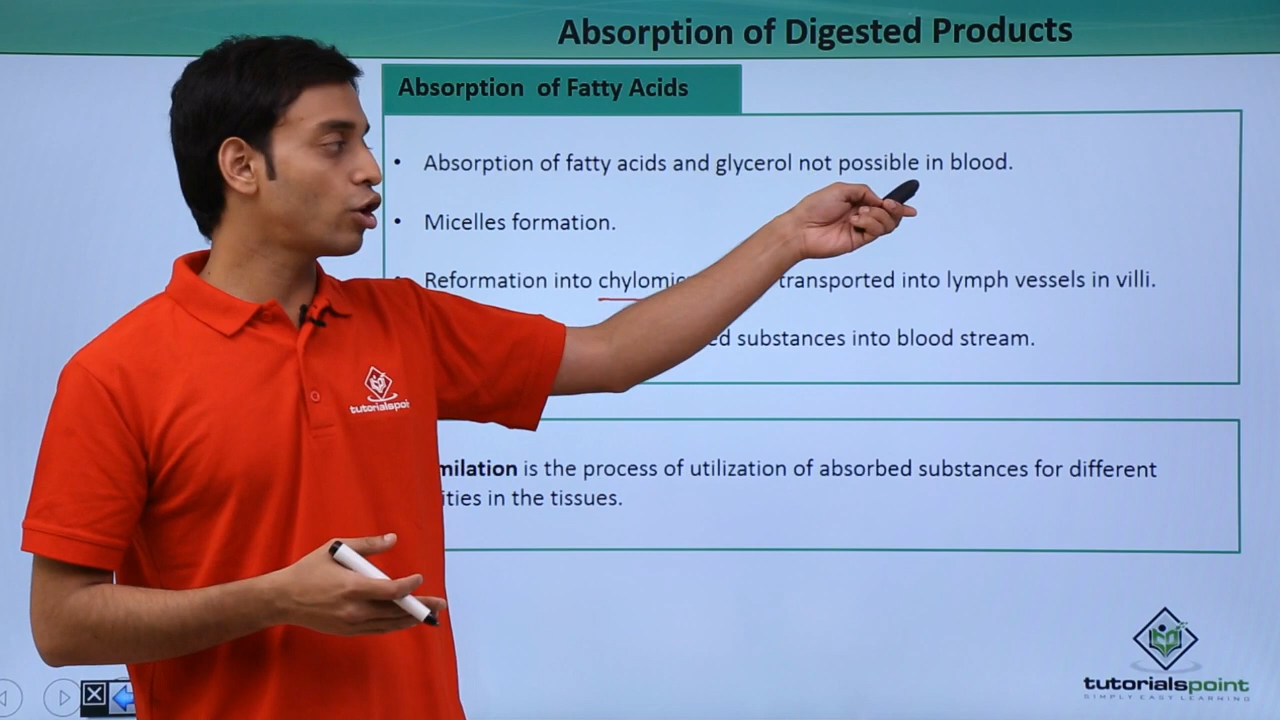 Absorption of Digested Products
Absorption of Fatty Acids
• Absorption of fatty acids and glycerol not possible in blood.
• Micelles formation.
• Reformation into chylomic transported into lymph vessels in villi.
ed substances into blood stream.
milation is the process of utilization of absorbed substances for different
ities in the tissues.
tutorialspoi
tutorialspoint
SIMPLY EASY LEARNING